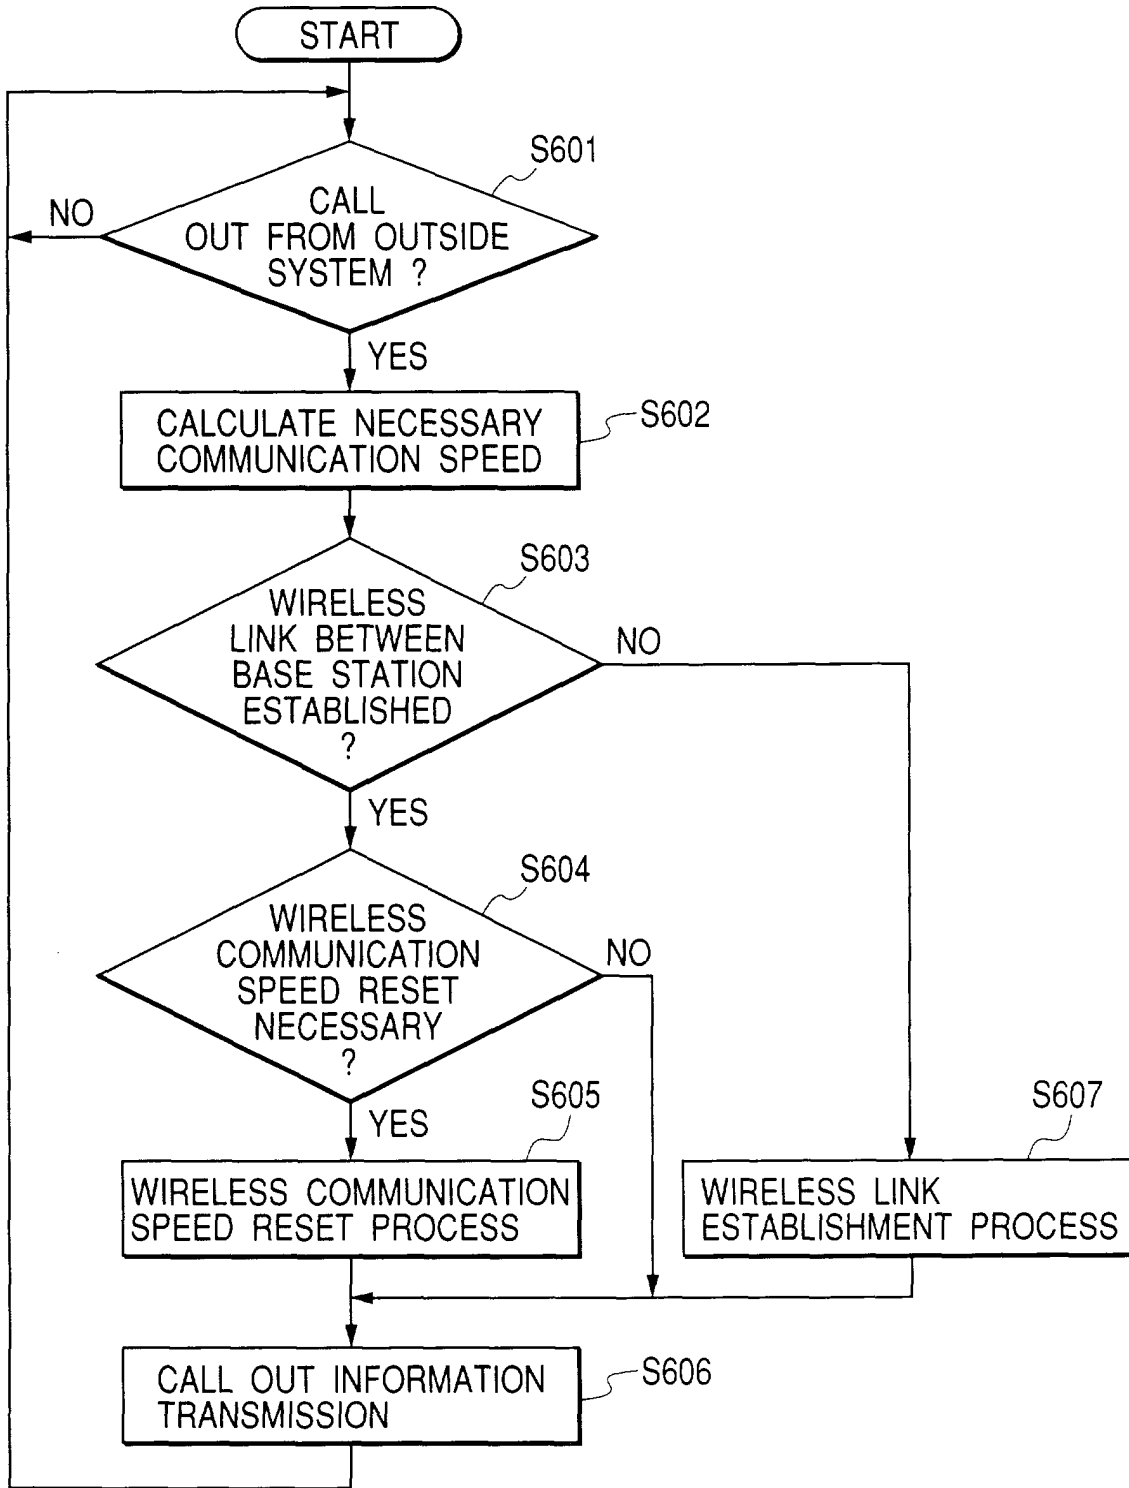 START
S601
CALL
OUT FROM OUTSIDE
SYSTEM ?
NO
YES
CALCULATE NECESSARY
COMMUNICATION SPEED
S602
S603
WIRELESS
LINK BETWEEN
BASE STATION
ESTABLISHED
?
NO
YES
S604
WIRELESS
COMMUNICATION
SPEED RESET
NECESSARY
?
NO
YES
S605
WIRELESS COMMUNICATION
SPEED RESET PROCESS
S607
WIRELESS LINK
ESTABLISHMENT PROCESS
CALL OUT INFORMATION
TRANSMISSION
S606